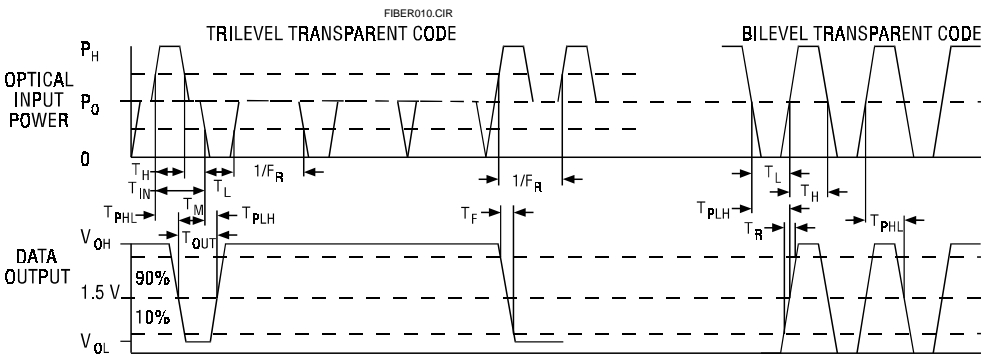 FIBER010.CIR
TRILEVEL TRANSPARENT CODE
BILEVEL TRANSPARENT CODE
OPTICAL
INPUT
POWER
PH
PO
0
TH
TIN
TM
TL
1/FR
1/FR
TL
TH
TPHL
TPLH
TOUT
TF
TPLH
TR
TPHL
DATA
OUTPUT
VOH
90%
1.5 V
10%
VOL